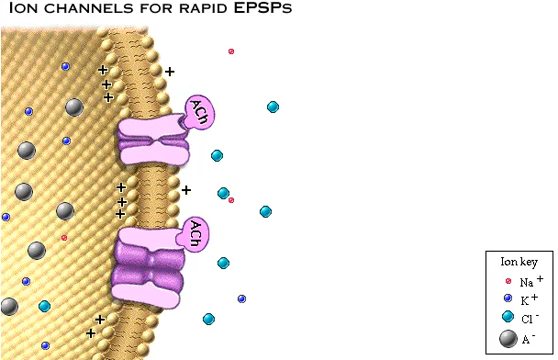 ION CHANNELS FOR RAPID EPSPS
+
+
+
+
ACh
+
+
+
+
ACh
+
+
Ion key
Na +
K +
Cl -
A -